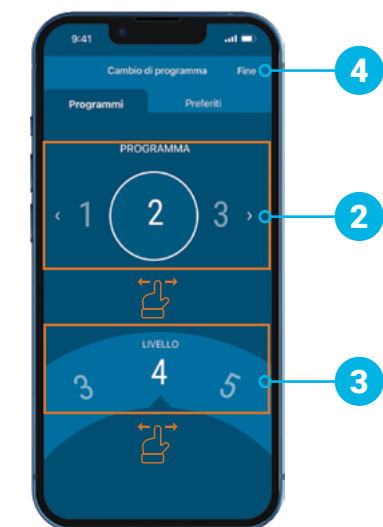 9:41
Cambio di programma Fine
4
Programmi Preferiti
PROGRAMMA
‹ 1 2 3 ›
2
LIVELLO
3 4 5
3